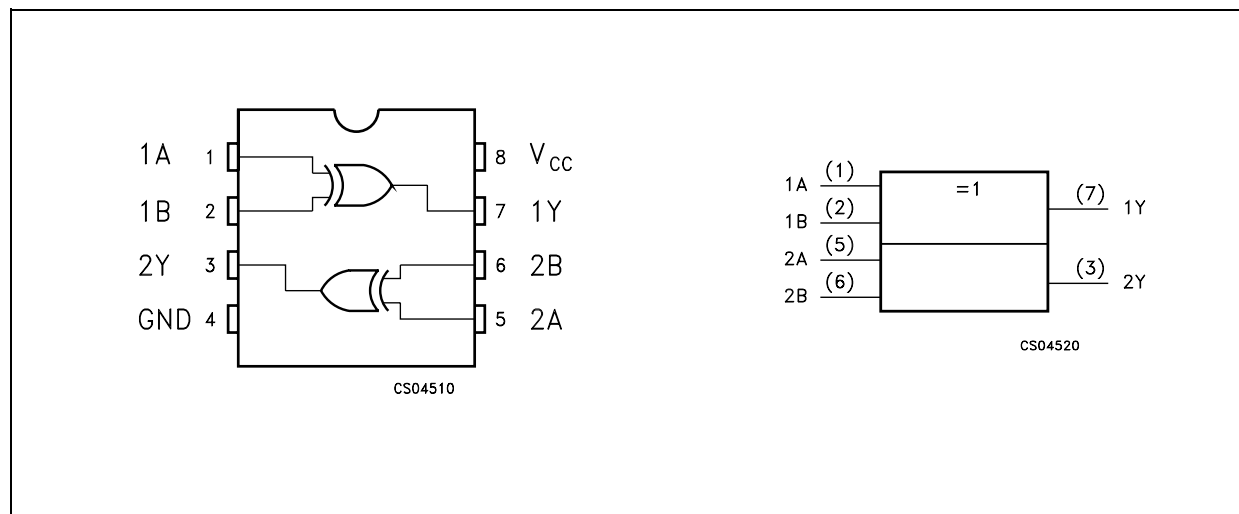 1A 1 8 VCC
1B 2 7 1Y
2Y 3 6 2B
GND 4 5 2A
CS04510
1A (1) =1
1B (2) (7) 1Y
2A (5)
2B (6) (3) 2Y
CS04520